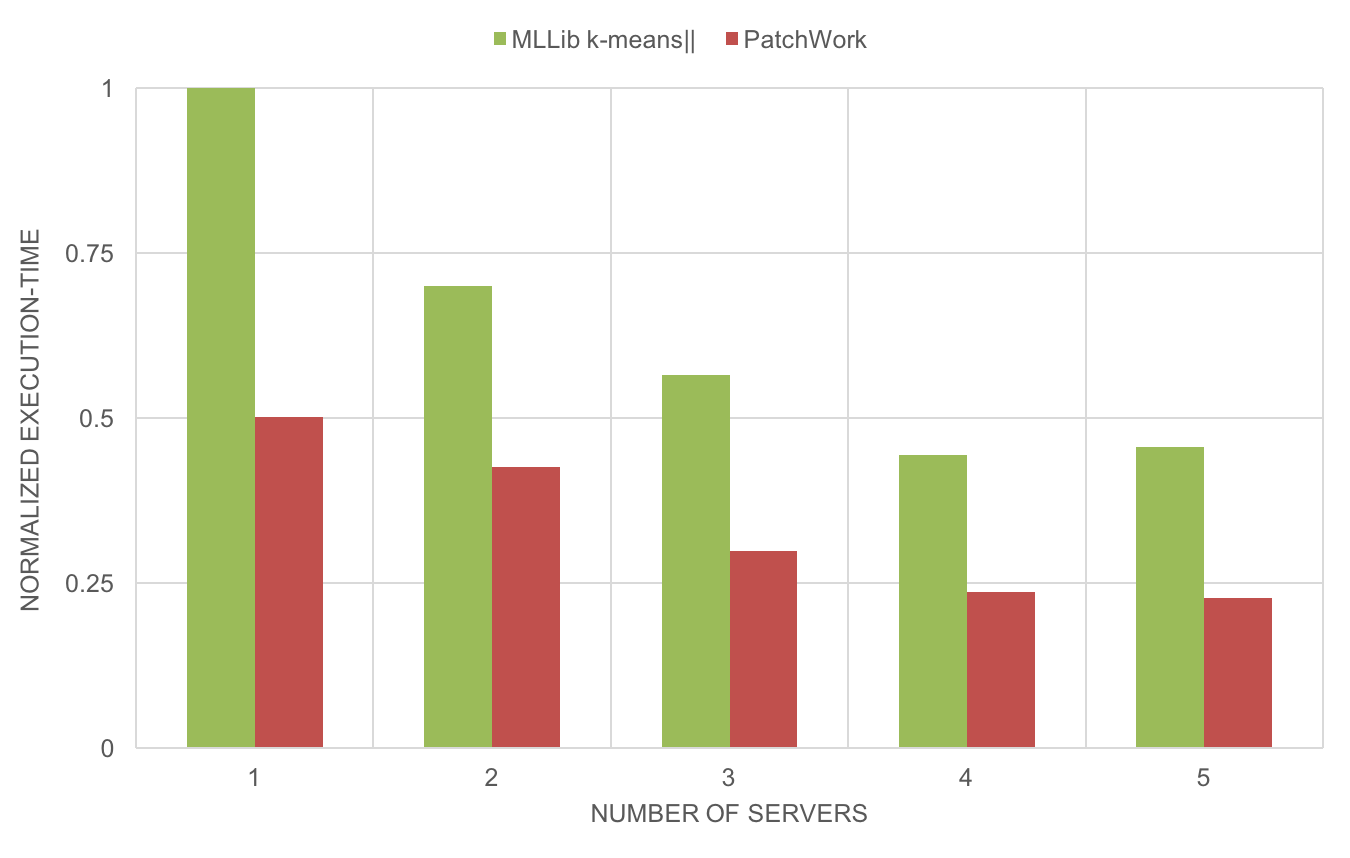 MLLib k-means|| PatchWork
1
0.75
0.5
0.25
0
NORMALIZED EXECUTION-TIME
1 2 3 4 5
NUMBER OF SERVERS